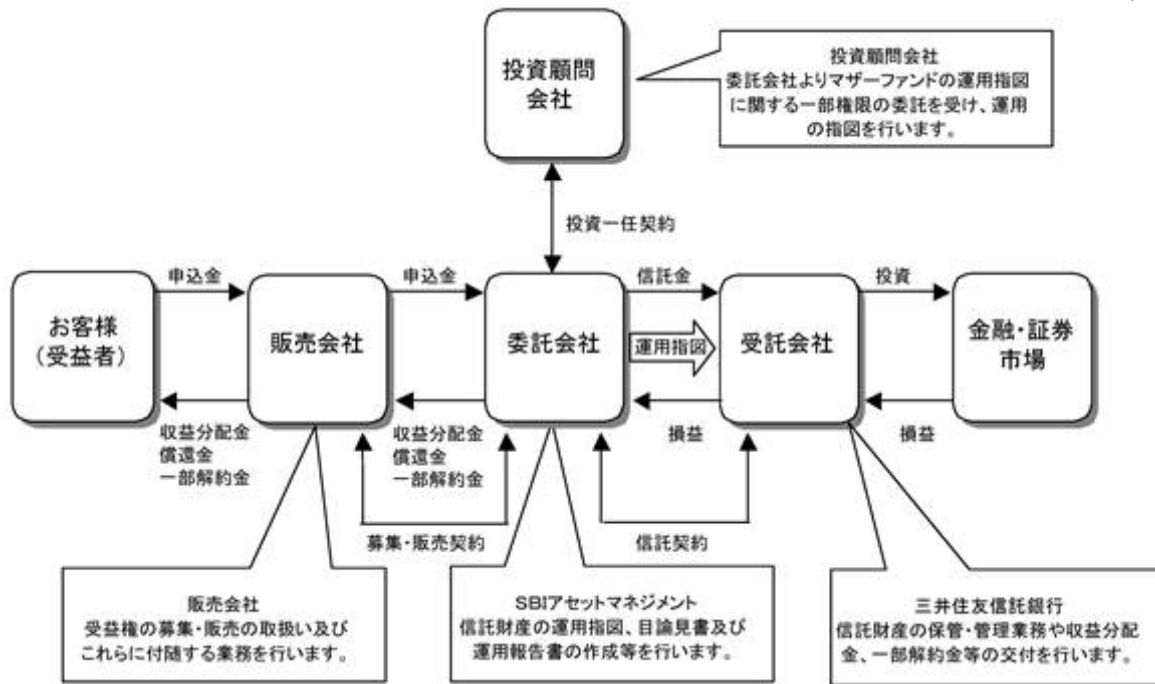 投資顧問
会社
投資顧問会社
委託会社よりマザーファンドの運用指図
に関する一部権限の委託を受け、運用
の指図を行います。
投資一任契約
申込金
申込金
信託金
投資
お客様
(受益者)
販売会社
委託会社
運用指図
受託会社
金融・証券
市場
収益分配金
償還金
一部解約金
収益分配金
償還金
一部解約金
損益
損益
募集・販売契約
信託契約
販売会社
受益権の募集・販売の取扱い及び
これらに付随する業務を行います。
SBIアセットマネジメント
信託財産の運用指図、目論見書及び
運用報告書の作成等を行います。
三井住友信託銀行
信託財産の保管・管理業務や収益分配
金、一部解約金等の交付を行います。